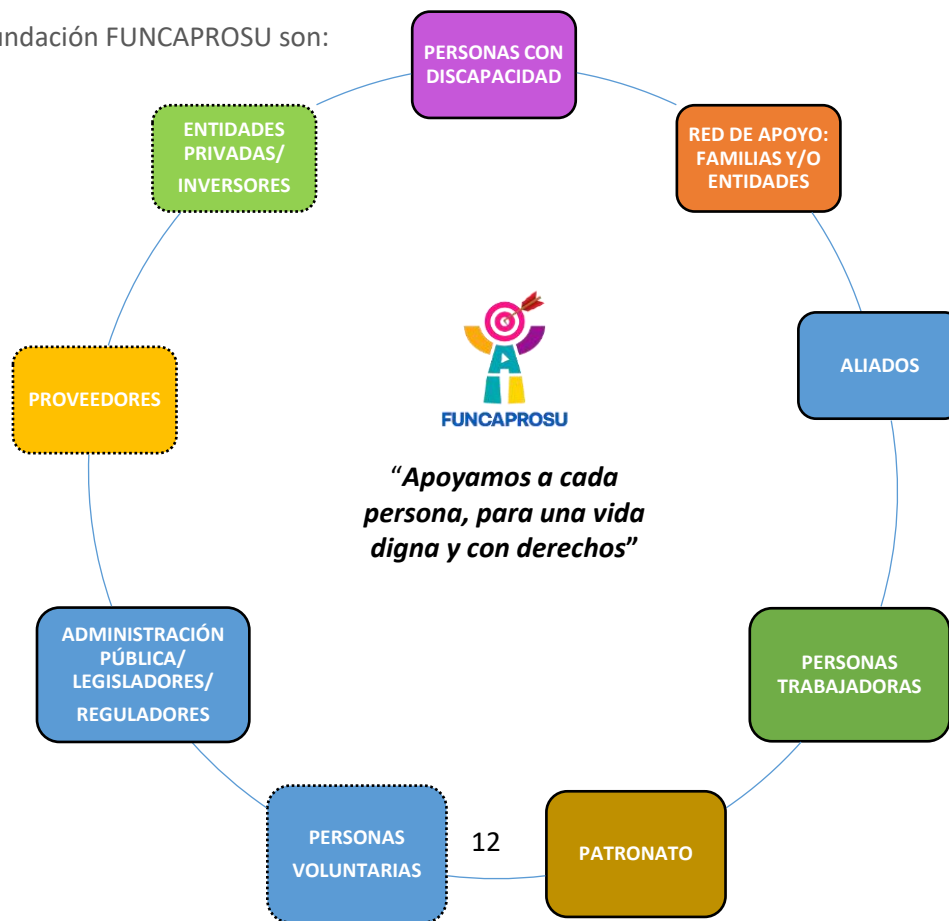 undación FUNCAPROSU son:
PERSONAS CON
DISCAPACIDAD
RED DE APOYO:
FAMILIAS Y/O
ENTIDADES
ALIADOS
PERSONAS
TRABAJADORAS
PATRONATO
12
PERSONAS
VOLUNTARIAS
ADMINISTRACIÓN
PÚBLICA/
LEGISLADORES/
REGULADORES
PROVEEDORES
ENTIDADES
PRIVADAS/
INVERSORES
FUNCAPROSU
“Apoyamos a cada
persona, para una vida
digna y con derechos”